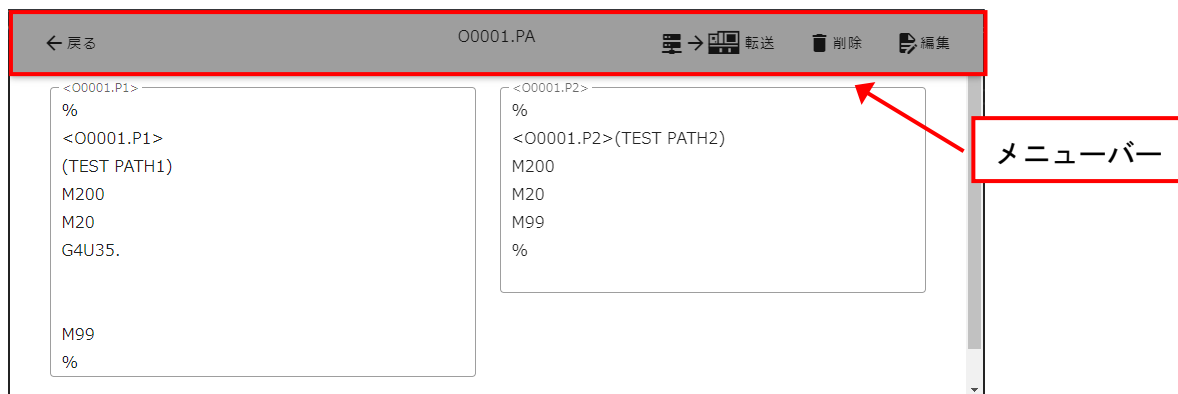 戻る
O0001.PA
転送
削除
編集
<O0001.P1>
%
<O0001.P1>
(TEST PATH1)
M200
M20
G4U35.
M99
%
<O0001.P2>
%
<O0001.P2>(TEST PATH2)
M200
M20
M99
%
メニューバー